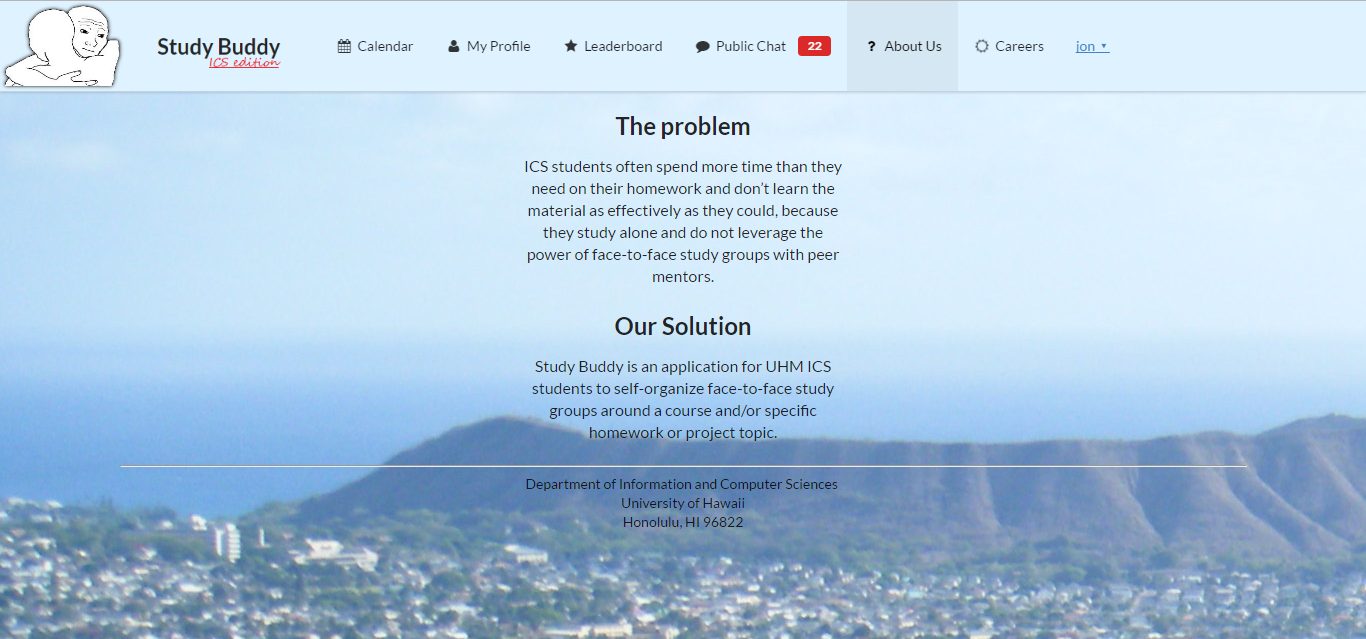 Study Buddy
ICS edition
Calendar
My Profile
Leaderboard
Public Chat 22
? About Us
Careers
jon
The problem
ICS students often spend more time than they
need on their homework and don't learn the
material as effectively as they could, because
they study alone and do not leverage the
power of face-to-face study groups with peer
mentors.
Our Solution
Study Buddy is an application for UHM ICS
students to self-organize face-to-face study
groups around a course and/or specific
homework or project topic.
Department of Information and Computer Sciences
University of Hawaii
Honolulu, HI 96822